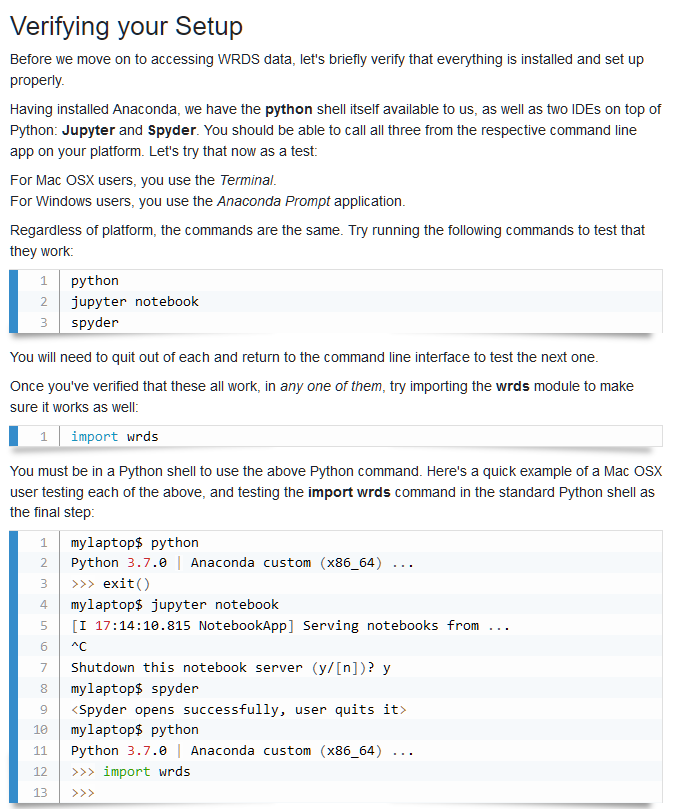 Verifying your Setup
Before we move on to accessing WRDS data, let's briefly verify that everything is installed and set up
properly.
Having installed Anaconda, we have the python shell itself available to us, as well as two IDEs on top of
Python: Jupyter and Spyder. You should be able to call all three from the respective command line
app on your platform. Let's try that now as a test:
For Mac OSX users, you use the Terminal.
For Windows users, you use the Anaconda Prompt application.
Regardless of platform, the commands are the same. Try running the following commands to test that
they work:
1 python
2 jupyter notebook
3 spyder
You will need to quit out of each and return to the command line interface to test the next one.
Once you've verified that these all work, in any one of them, try importing the wrds module to make
sure it works as well:
1 import wrds
You must be in a Python shell to use the above Python command. Here's a quick example of a Mac OSX
user testing each of the above, and testing the import wrds command in the standard Python shell as
the final step:
1 mylaptop$ python
2 Python 3.7.0 | Anaconda custom (x86_64) ...
3 >>> exit()
4 mylaptop$ jupyter notebook
5 [I 17:14:10.815 NotebookApp] Serving notebooks from ...
6 ^C
7 Shutdown this notebook server (y/[n])? y
8 mylaptop$ spyder
9 <Spyder opens successfully, user quits it>
10 mylaptop$ python
11 Python 3.7.0 | Anaconda custom (x86_64) ...
12 >>> import wrds
13 >>>